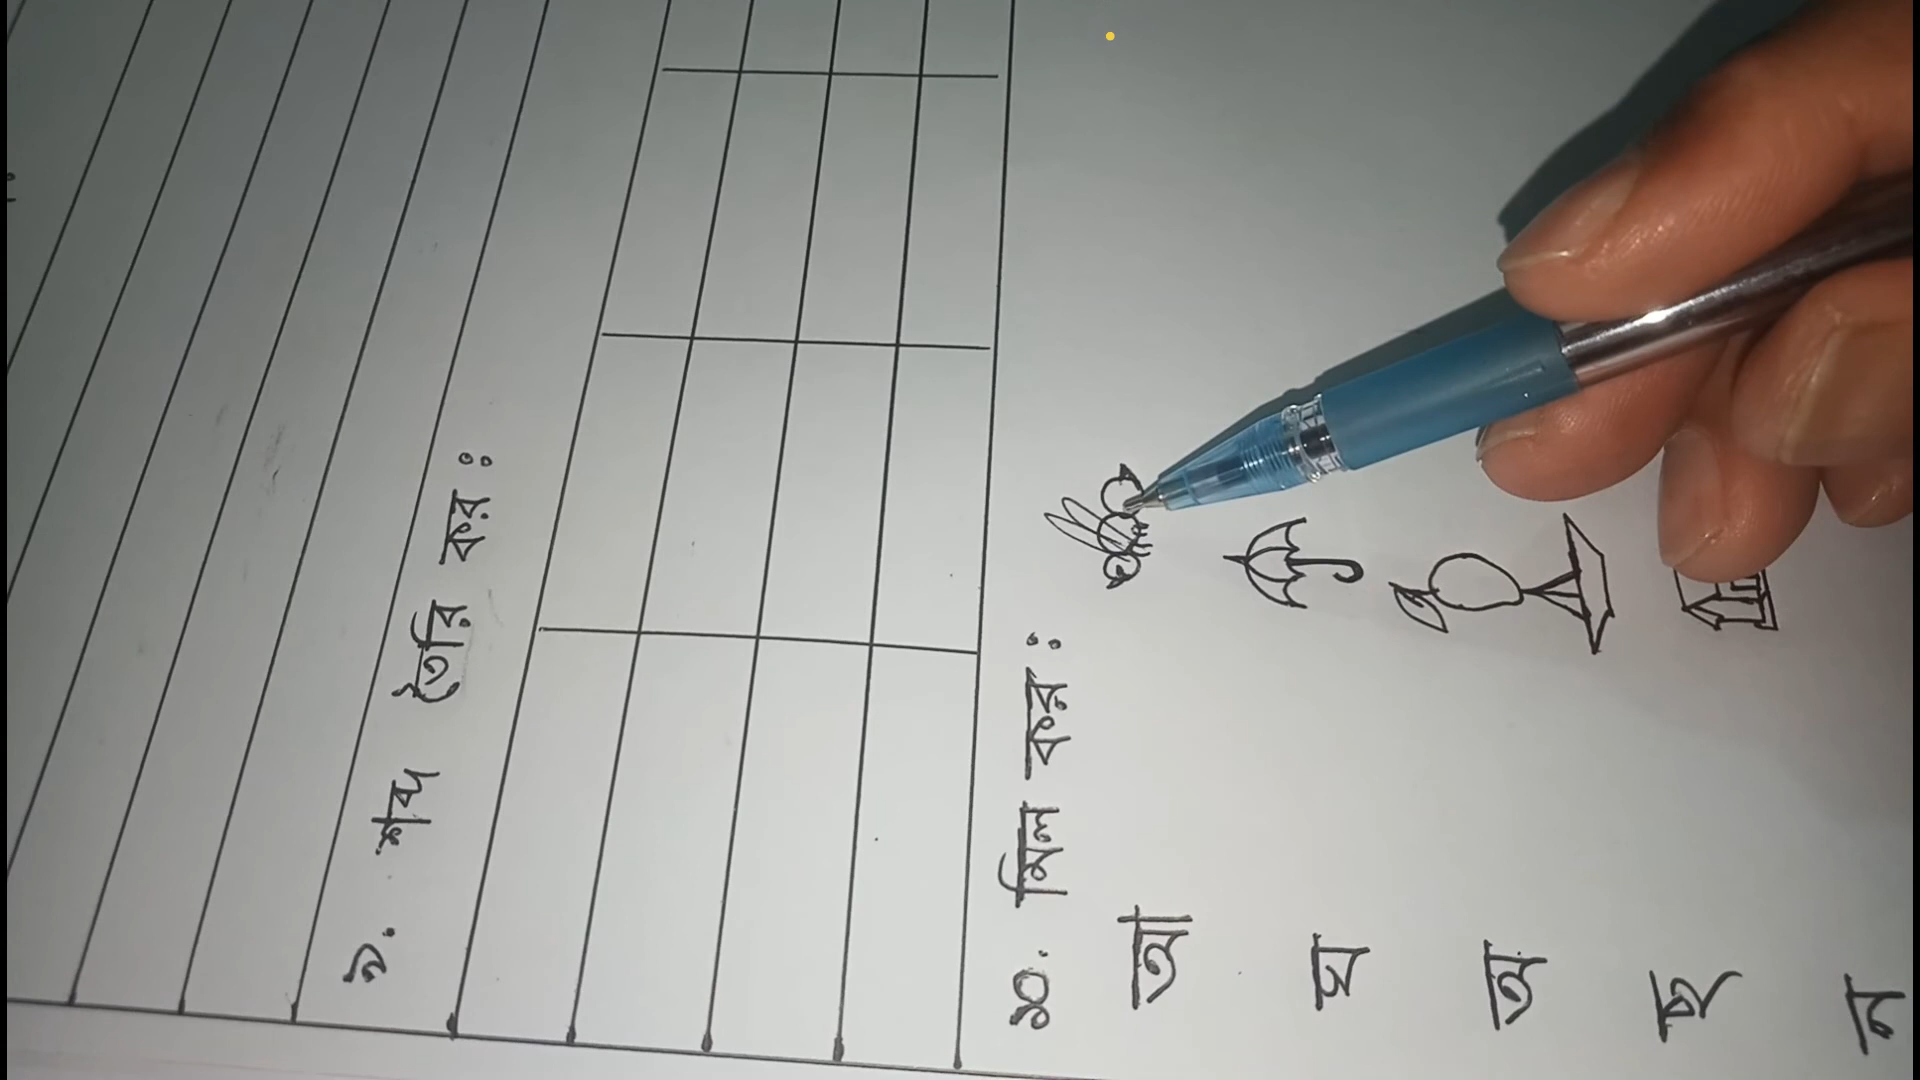 ৯. শব্দ তৈরি কর :
১০. মিল কর :
আ
ঘ
অ
ছ
ন